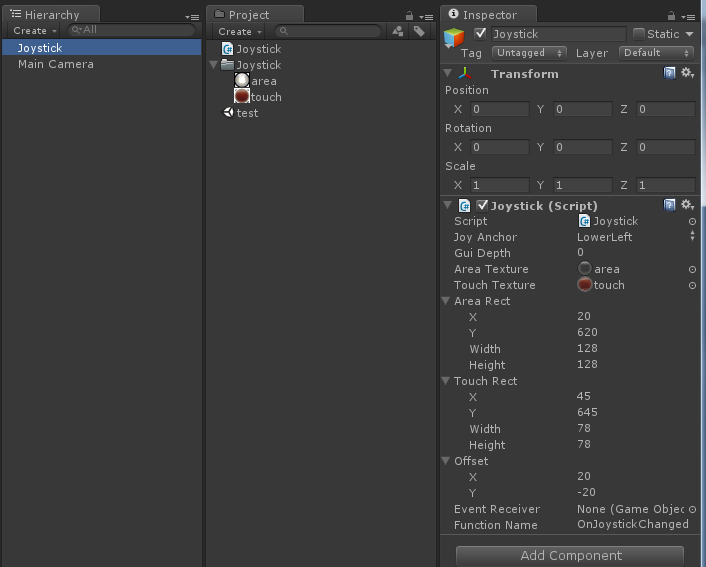 Hierarchy
Create
All
Joystick
Main Camera
Project
Create
Joystick
Joystick
area
touch
test
Inspector
Joystick Static
Tag Untagged Layer Default
Transform
Position
X 0 Y 0 Z 0
Rotation
X 0 Y 0 Z 0
Scale
X 1 Y 1 Z 1
Joystick (Script)
Script Joystick
Joy Anchor LowerLeft
Gui Depth 0
Area Texture area
Touch Texture touch
Area Rect
X 20
Y 620
Width 128
Height 128
Touch Rect
X 45
Y 645
Width 78
Height 78
Offset
X 20
Y -20
Event Receiver None (Game Objec
Function Name OnJoystickChanged
Add Component